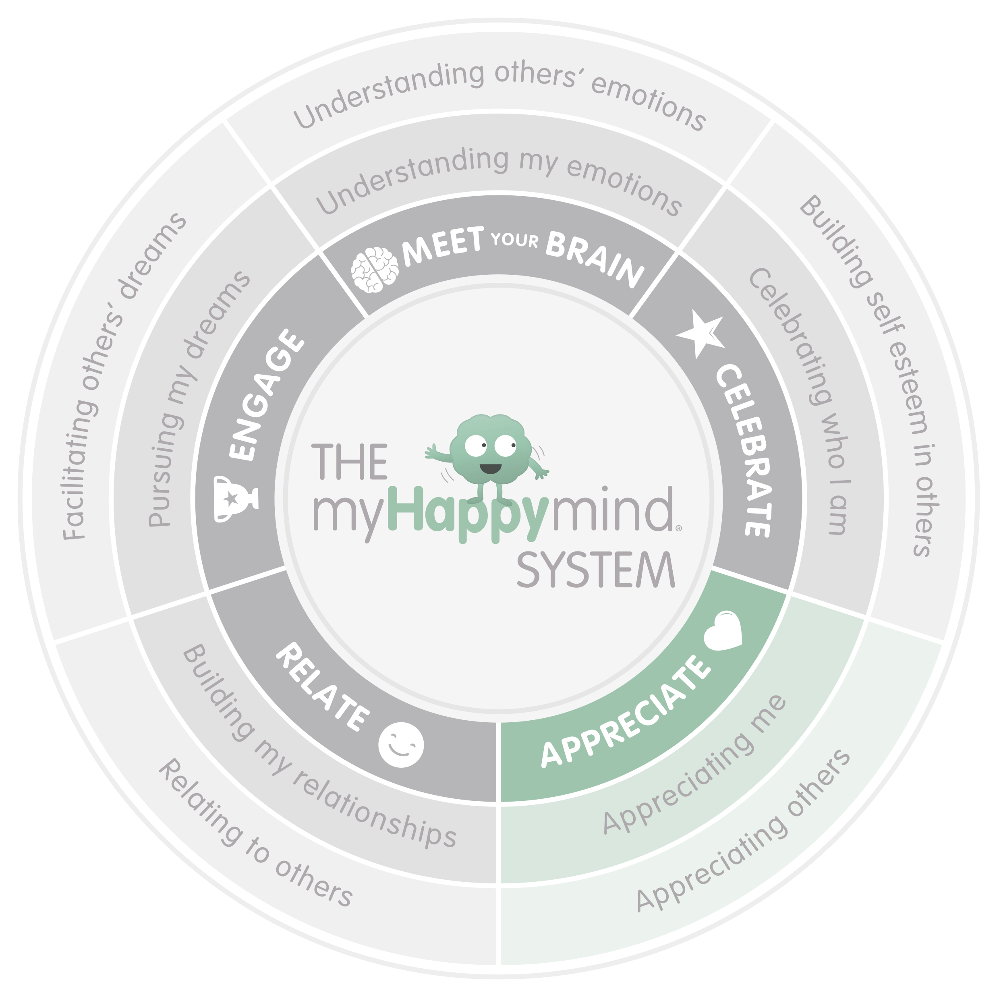 Understanding others' emotions
Understanding my emotions
MEET YOUR BRAIN
Building self esteem in others
Celebrating who I am
CELEBRATE
APPRECIATE
Appreciating me
Appreciating others
RELATE
Building my relationships
Relating to others
ENGAGE
Pursuing my dreams
Facilitating others' dreams
THE
myHappymind®
SYSTEM